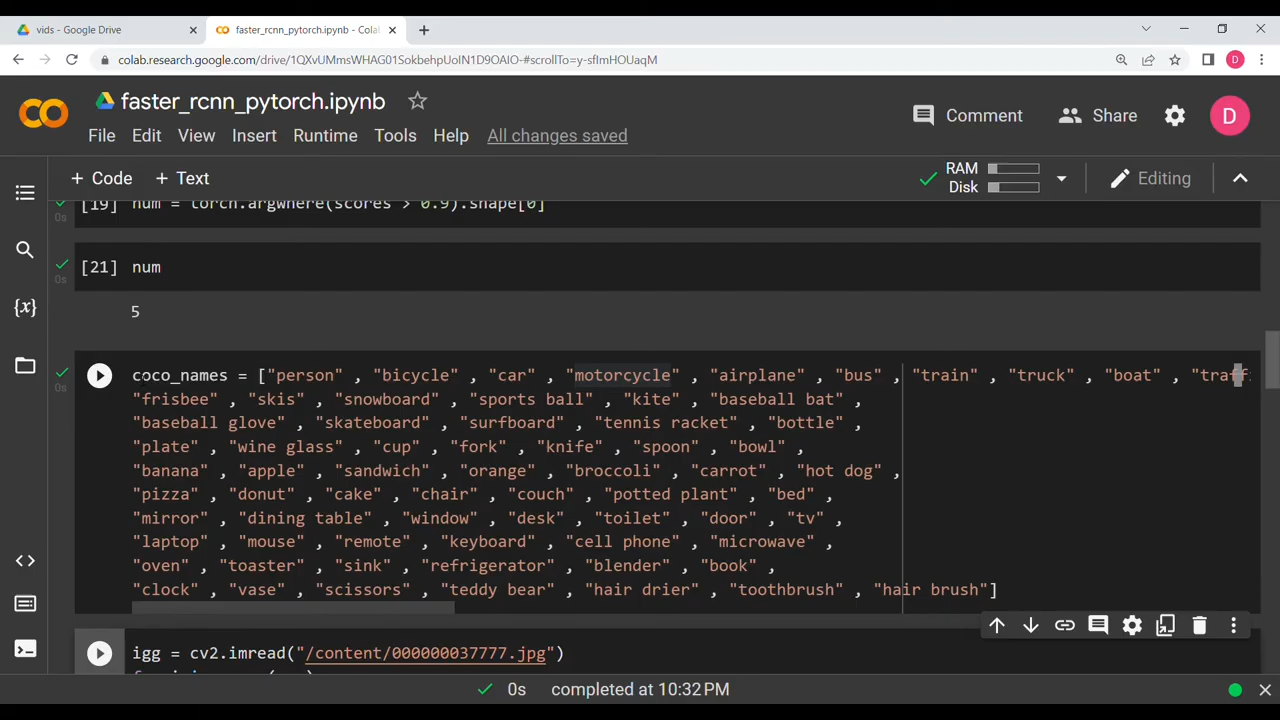 vids - Google Drive
faster_rcnn_pytorch.ipynb - Colab
colab.research.google.com/drive/1QXvUMmsWHAG01SokbehpUoIN1D9OAIO-#scrollTo=y-sfImHOUaqM
D
CO faster_rcnn_pytorch.ipynb
Comment Share D
File Edit View Insert Runtime Tools Help All changes saved
+ Code + Text RAM Disk Editing
[19] num = torch.argwhere(scores > 0.9).shape[0]
0s
[21] num
0s
5
{x}
coco_names = ["person" , "bicycle" , "car" , "motorcycle" , "airplane" , "bus" , "train" , "truck" , "boat" , "traff
0s
"frisbee" , "skis" , "snowboard" , "sports ball" , "kite" , "baseball bat" ,
"baseball glove" , "skateboard" , "surfboard" , "tennis racket" , "bottle" ,
"plate" , "wine glass" , "cup" , "fork" , "knife" , "spoon" , "bowl" ,
"banana" , "apple" , "sandwich" , "orange" , "broccoli" , "carrot" , "hot dog" ,
"pizza" , "donut" , "cake" , "chair" , "couch" , "potted plant" , "bed" ,
"mirror" , "dining table" , "window" , "desk" , "toilet" , "door" , "tv" ,
"laptop" , "mouse" , "remote" , "keyboard" , "cell phone" , "microwave" ,
"oven" , "toaster" , "sink" , "refrigerator" , "blender" , "book" ,
"clock" , "vase" , "scissors" , "teddy bear" , "hair drier" , "toothbrush" , "hair brush"]
igg = cv2.imread("/content/000000037777.jpg")
0s completed at 10:32 PM